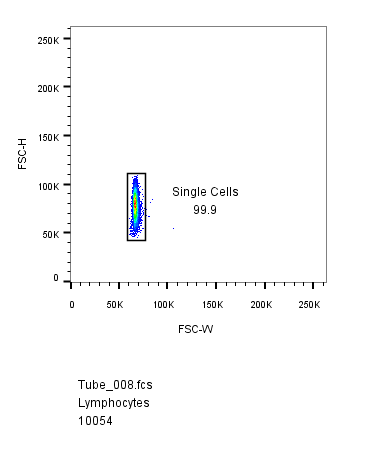 250K
200K
150K
100K
50K
0
FSC-H
Single Cells
99.9
0 50K 100K 150K 200K 250K
FSC-W
Tube_008.fcs
Lymphocytes
10054